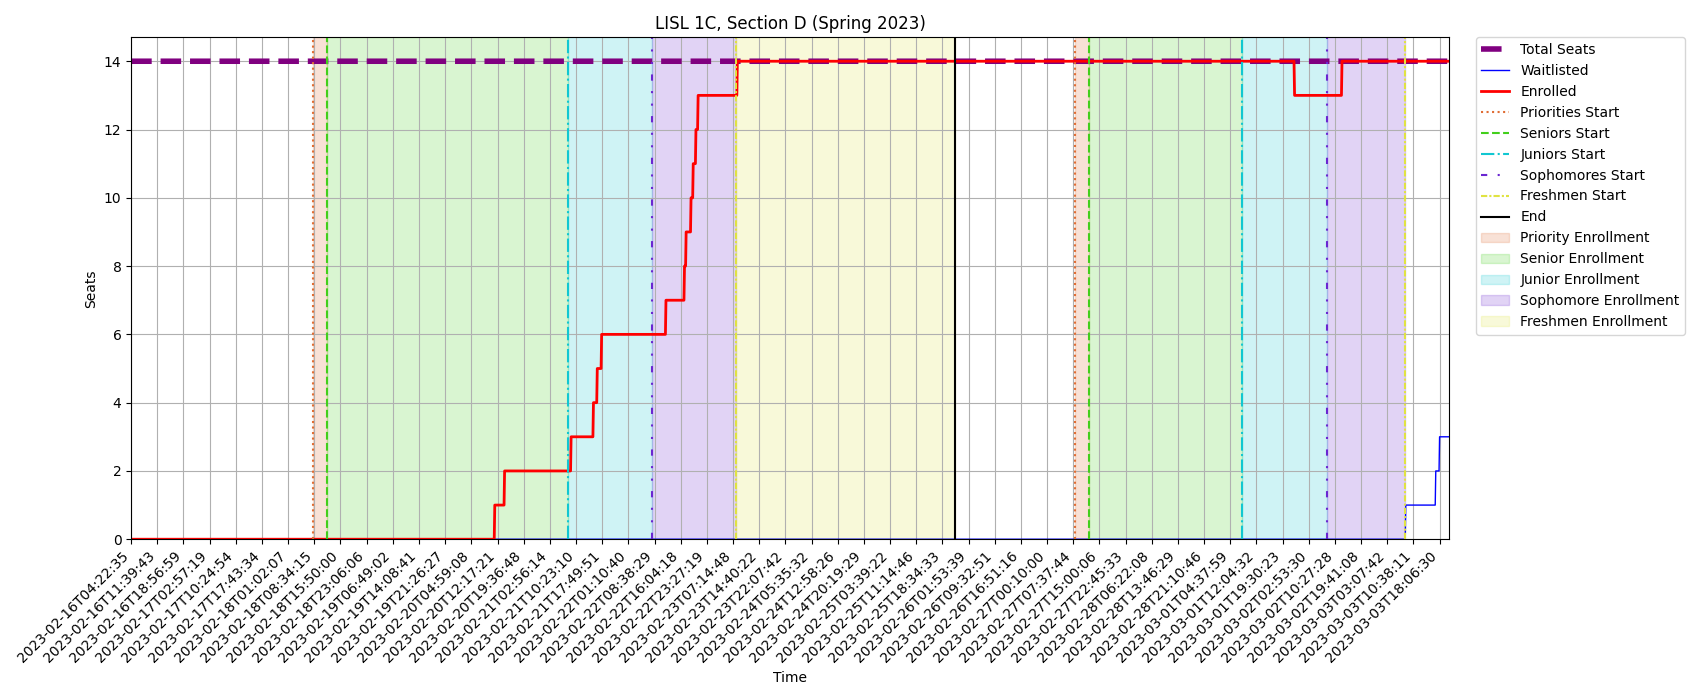 LISL 1C, Section D (Spring 2023)
Seats
14
12
10
8
6
4
2
0
2023-02-16T04:22:35
2023-02-16T11:39:43
2023-02-16T18:56:59
2023-02-17T02:57:19
2023-02-17T10:24:54
2023-02-17T17:43:34
2023-02-18T01:02:07
2023-02-18T08:34:15
2023-02-18T15:50:00
2023-02-18T23:06:06
2023-02-19T06:49:02
2023-02-19T14:08:41
2023-02-19T21:26:27
2023-02-20T04:59:08
2023-02-20T12:17:21
2023-02-20T19:36:48
2023-02-21T02:56:14
2023-02-21T10:23:10
2023-02-21T17:49:51
2023-02-22T01:10:40
2023-02-22T08:38:29
2023-02-22T16:04:18
2023-02-22T23:27:19
2023-02-23T07:14:48
2023-02-23T14:40:22
2023-02-23T22:07:42
2023-02-24T05:35:32
2023-02-24T12:58:26
2023-02-24T20:19:29
2023-02-25T03:39:22
2023-02-25T11:14:46
2023-02-25T18:34:33
2023-02-26T01:53:39
2023-02-26T09:32:51
2023-02-26T16:51:16
2023-02-27T00:10:00
2023-02-27T07:37:44
2023-02-27T15:00:06
2023-02-27T22:45:33
2023-02-28T06:22:08
2023-02-28T13:46:29
2023-02-28T21:10:46
2023-03-01T04:37:59
2023-03-01T12:04:32
2023-03-01T19:30:23
2023-03-02T02:53:30
2023-03-02T10:27:28
2023-03-02T19:41:08
2023-03-03T03:07:42
2023-03-03T10:38:11
2023-03-03T18:06:30
Time
Total Seats
Waitlisted
Enrolled
Priorities Start
Seniors Start
Juniors Start
Sophomores Start
Freshmen Start
End
Priority Enrollment
Senior Enrollment
Junior Enrollment
Sophomore Enrollment
Freshmen Enrollment